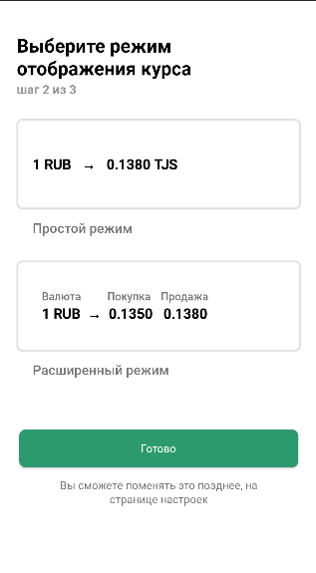 Выберите режим
отображения курса
шаг 2 из 3
1 RUB → 0.1380 TJS
Простой режим
Валюта Покупка Продажа
1 RUB → 0.1350 0.1380
Расширенный режим
Готово
Вы сможете поменять это позднее, на
странице настроек